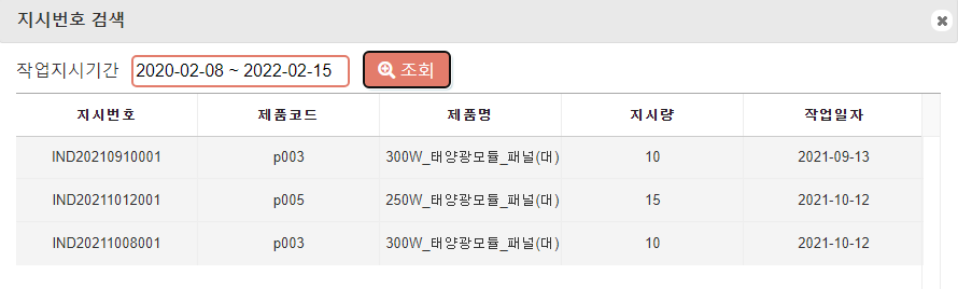 지시번호 검색
작업지시기간 2020-02-08 ~ 2022-02-15 조회
지시번호 제품코드 제품명 지시량 작업일자
IND20210910001 p003 300W_태양광모듈_패널(대) 10 2021-09-13
IND20211012001 p005 250W_태양광모듈_패널(대) 15 2021-10-12
IND20211008001 p003 300W_태양광모듈_패널(대) 10 2021-10-12